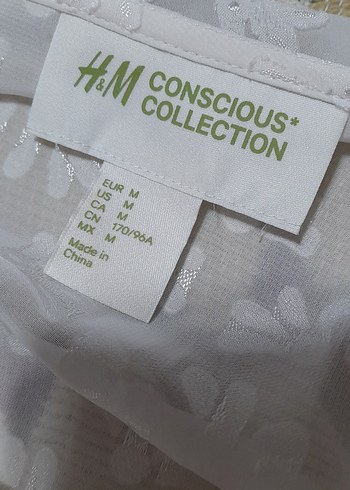 H&M CONSCIOUS*
COLLECTION
EUR M
US M
CA M
CN 170/96A
MX M
Made in
China